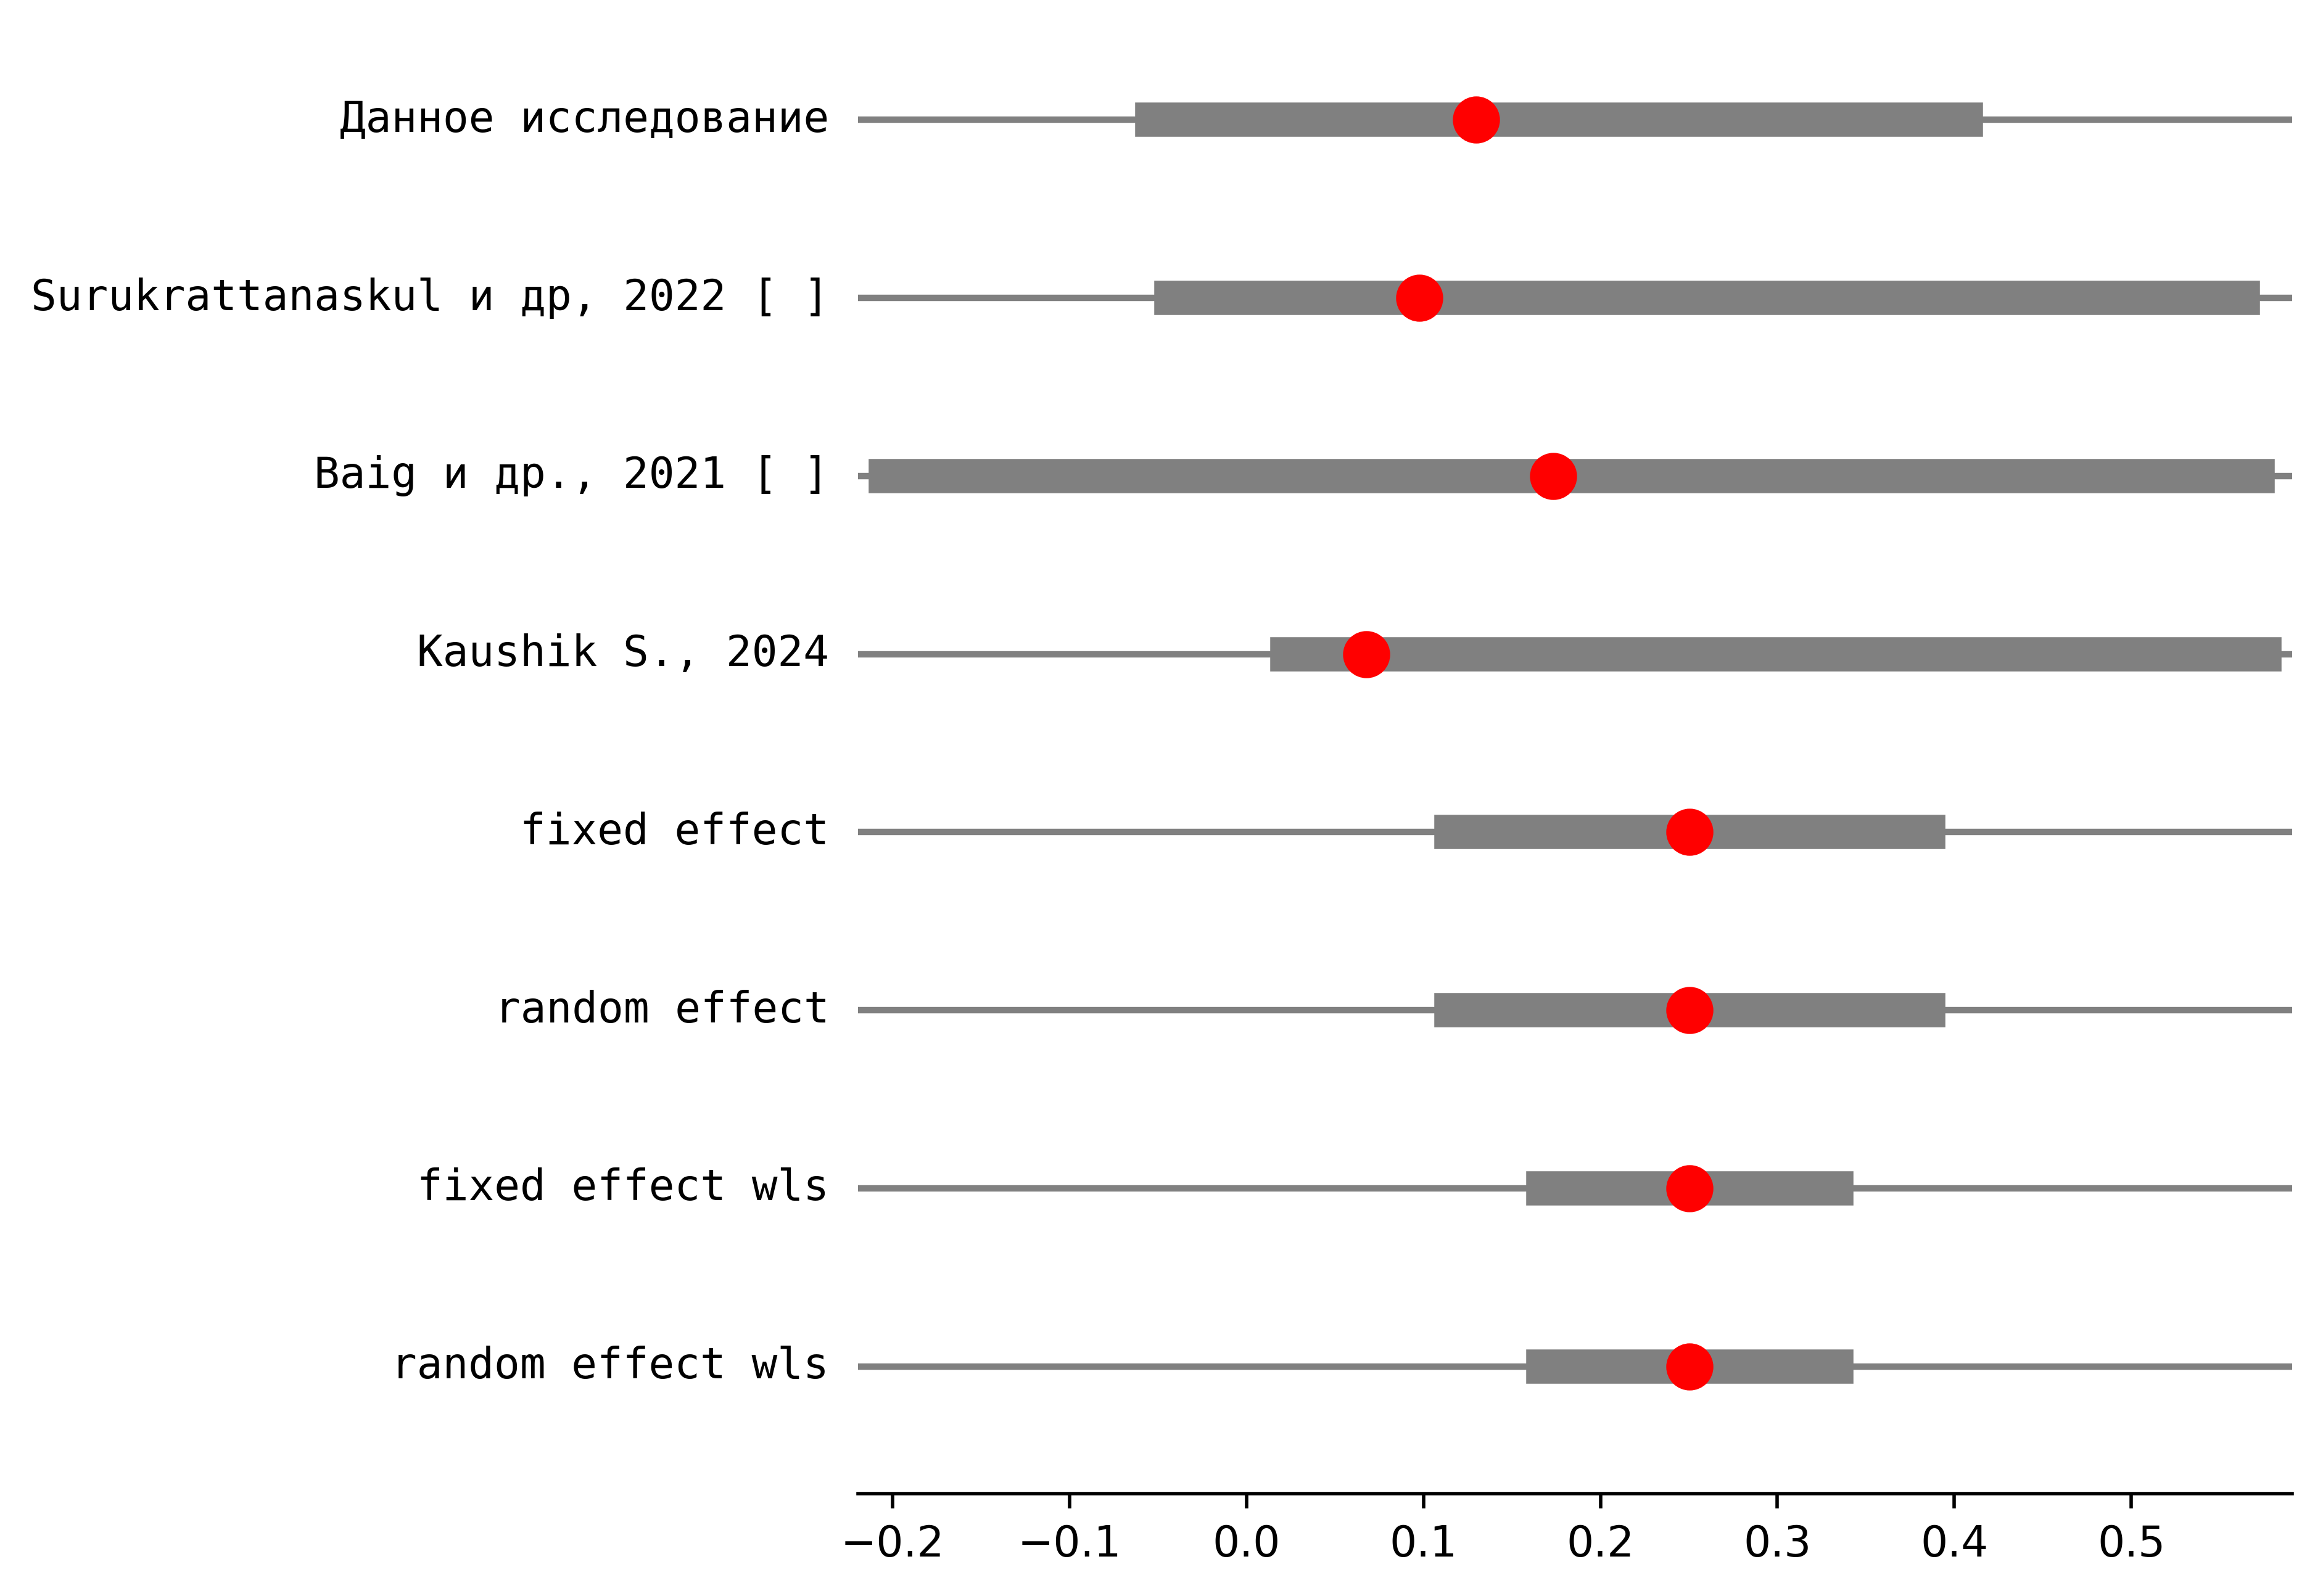 Данное исследование
Surukrattanaskul и др, 2022 [ ]
Baig и др., 2021 [ ]
Kaushik S., 2024
fixed effect
random effect
fixed effect wls
random effect wls
−0.2 −0.1 0.0 0.1 0.2 0.3 0.4 0.5